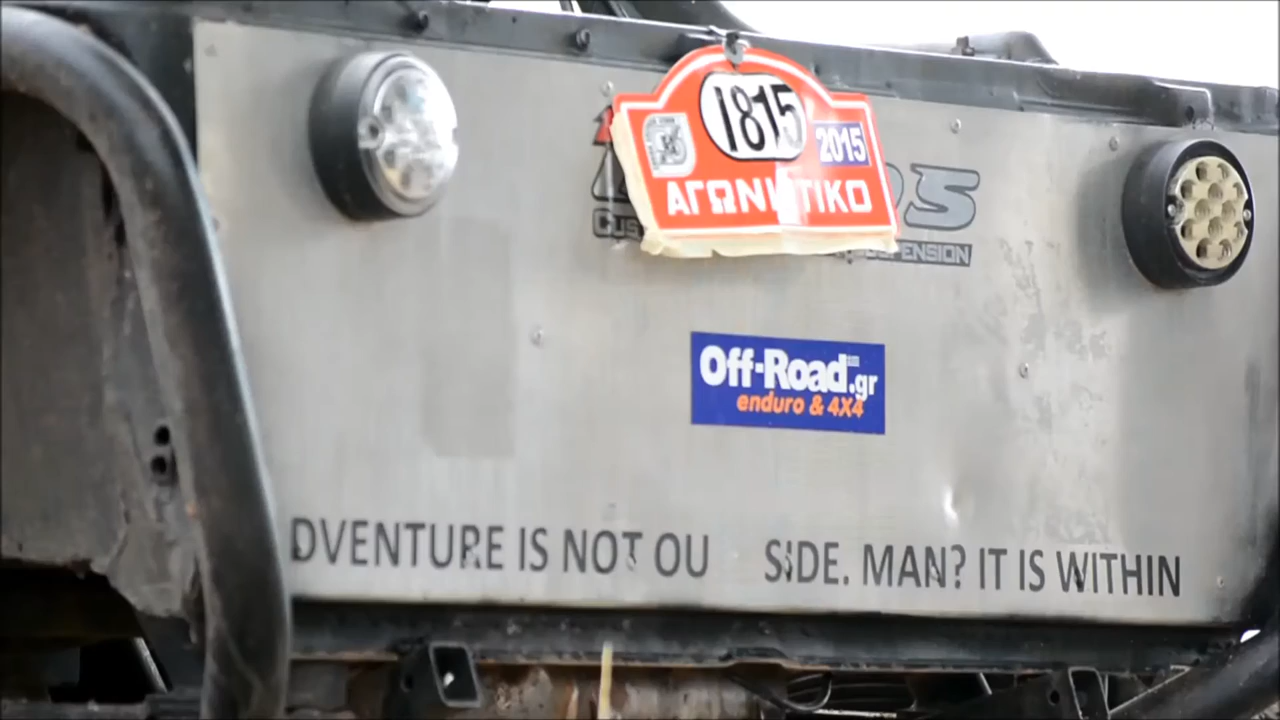 1815
2015
ΑΓΩΝΙΣΤΙΚΟ
Off-Road.gr
enduro & 4X4
DVENTURE IS NOT OU SIDE. MAN? IT IS WITHIN